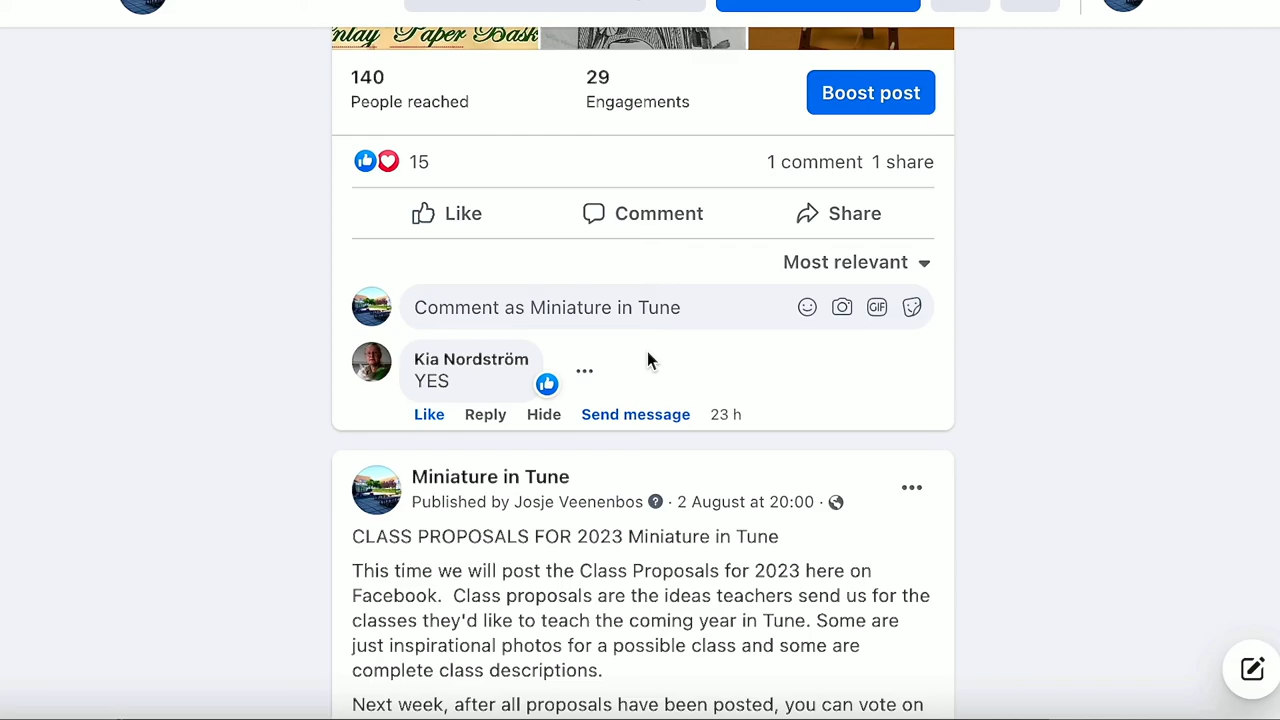 nlay Paper Bask
140
People reached
29
Engagements
Boost post
15
1 comment 1 share
Like
Comment
Share
Most relevant
Comment as Miniature in Tune
GIF
Kia Nordström
YES
Like Reply Hide Send message 23 h
Miniature in Tune
Published by Josje Veenenbos ? · 2 August at 20:00 ·
CLASS PROPOSALS FOR 2023 Miniature in Tune
This time we will post the Class Proposals for 2023 here on
Facebook. Class proposals are the ideas teachers send us for the
classes they'd like to teach the coming year in Tune. Some are
just inspirational photos for a possible class and some are
complete class descriptions.
Next week, after all proposals have been posted, you can vote on